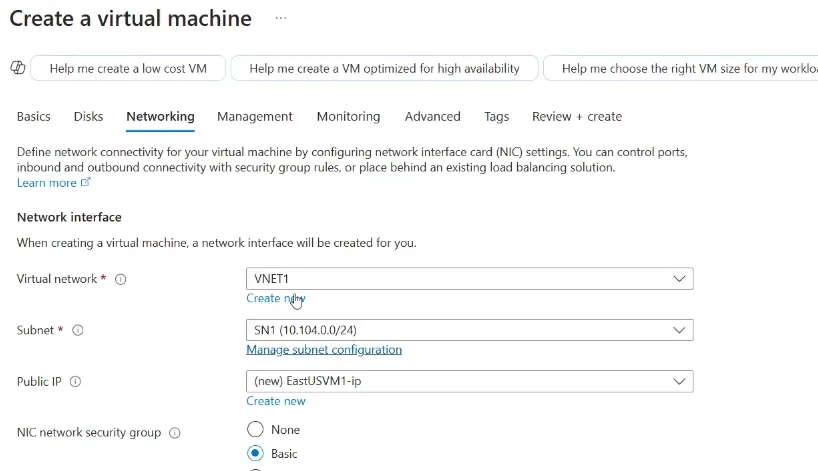 Create a virtual machine ...
Help me create a low cost VM
Help me create a VM optimized for high availability
Help me choose the right VM size for my
Basics Disks Networking Management Monitoring Advanced Tags Review + create
Define network connectivity for your virtual machine by configuring network interface card (NIC) settings. You can control ports,
inbound and outbound connectivity with security group rules, or place behind an existing load balancing solution.
Learn more
Network interface
When creating a virtual machine, a network interface will be created for you.
Virtual network *
VNET1
Create new
Subnet *
SN1 (10.104.0.0/24)
Manage subnet configuration
Public IP
(new) EastUSVM1-ip
Create new
NIC network security group
None
Basic